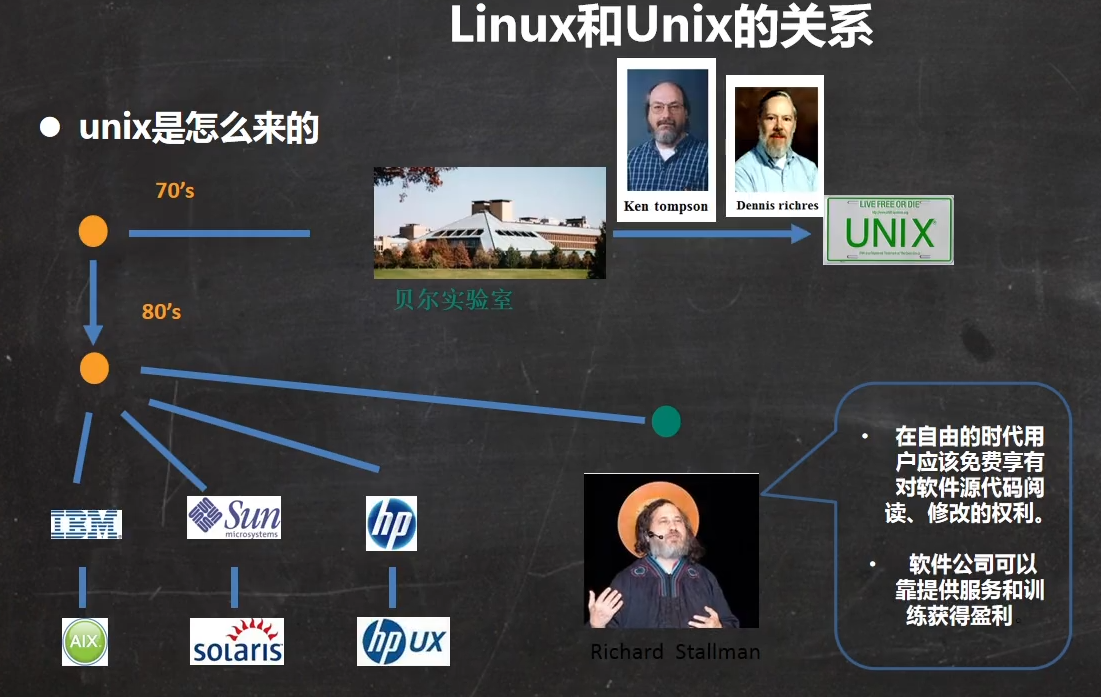 Linux和Unix的关系
● unix是怎么来的
70’s
Ken tompson
Dennis richres
LIVE FREE OR DIE
UNIX
贝尔实验室
80’s
• 在自由的时代用
户应该免费享有
对软件源代码阅
读、修改的权利。
• 软件公司可以
靠提供服务和训
练获得盈利
IBM
Sun
microsystems
hp
AIX
solaris
hp UX
Richard Stallman